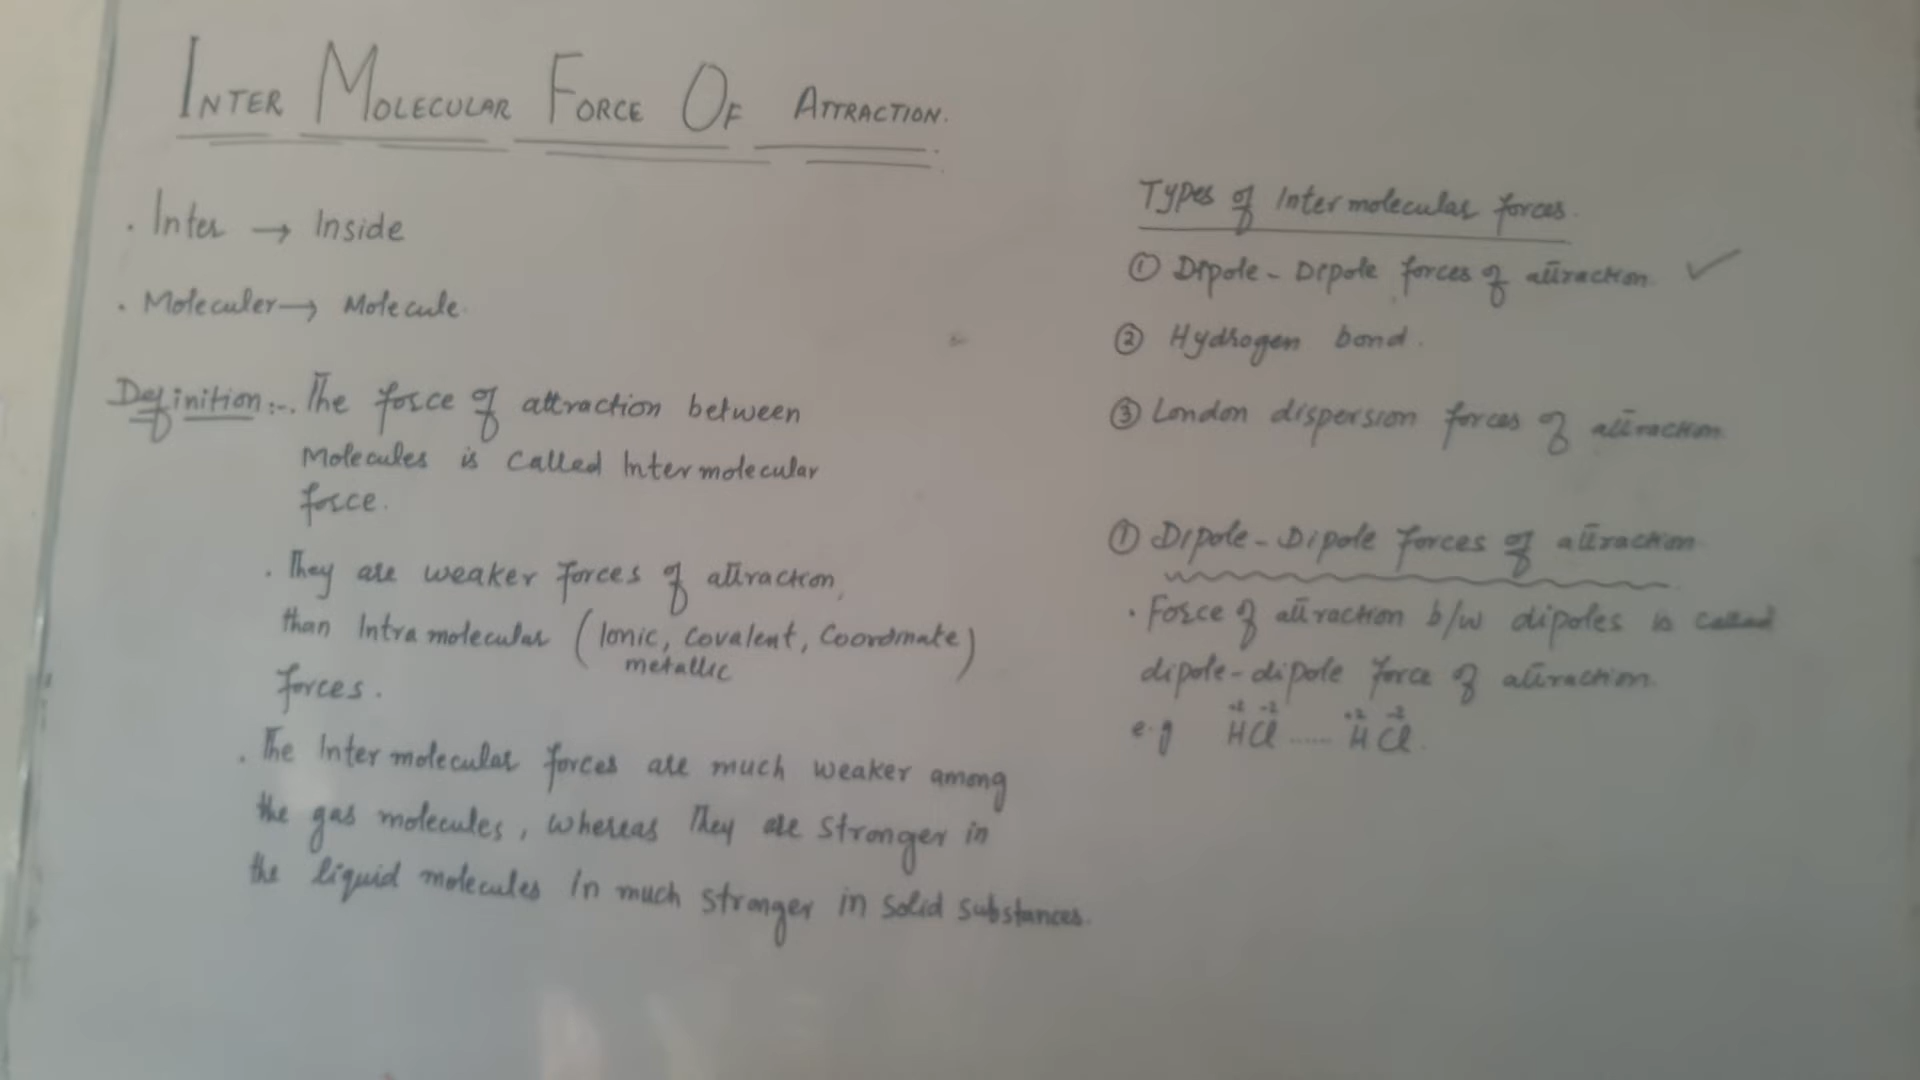 INTER MOLECULAR FORCE OF ATTRACTION.
. Inter → Inside
. Moleculer → Molecule.
Definition:-. The force of attraction between
Molecules is called Intermolecular
force.
. They are weaker forces of attraction,
than Intra molecular (Ionic, Covalent, Coordinate)
metallic
forces.
. The Inter molecular forces are much weaker among
the gas molecules, whereas They are stronger in
the liquid molecules In much stronger in solid substances.
Types of Inter molecular forces.
① Dipole - Dipole forces of attraction ✓
② Hydrogen bond.
③ London dispersion forces of attraction
① Dipole - Dipole forces of attraction
. Force of attraction b/w dipoles is called
dipole-dipole force of attraction.
e.g HCl ...... HCl.